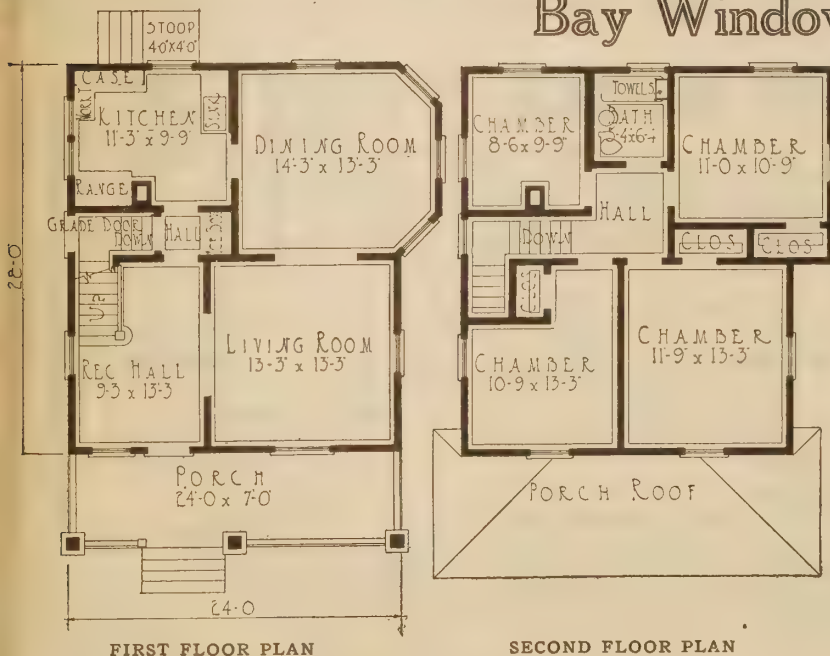 Bay Window
STOOP
4'0"X4'0"
CASE
WORK T
KITCHEN
11'-3" x 9'-9"
SINK
DINING ROOM
14'-3" x 13'-3"
RANGE
GRADE DOOR
DOWN
HALL
UP
REC HALL
9-3 x 13-3
LIVING ROOM
13'-3" x 13'-3"
PORCH
24'-0 x 7'-0
28'-0
24'-0
FIRST FLOOR PLAN
CHAMBER
8'-6 x 9'-9"
TOWELS
BATH
CHAMBER
11'-0 x 10'-9"
HALL
DOWN
CLOS
CLOS
CHAMBER
10'-9 x 13'-3"
CHAMBER
11'-9" x 13'-3"
PORCH ROOF
SECOND FLOOR PLAN